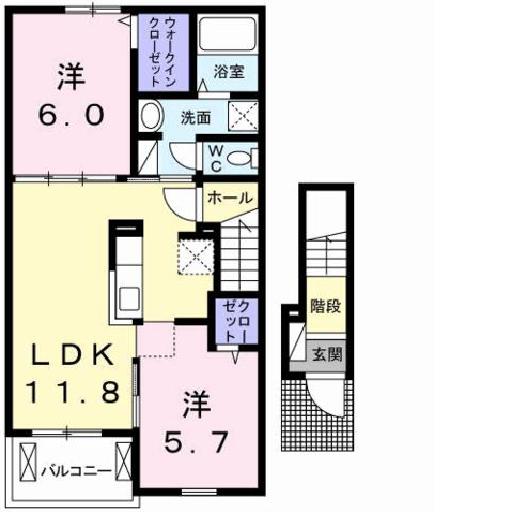 洋
6.0
ウォークイン
クローゼット
浴室
洗面
WC
ホール
LDK
11.8
クロー
ゼット
洋
5.7
バルコニー
階段
玄関